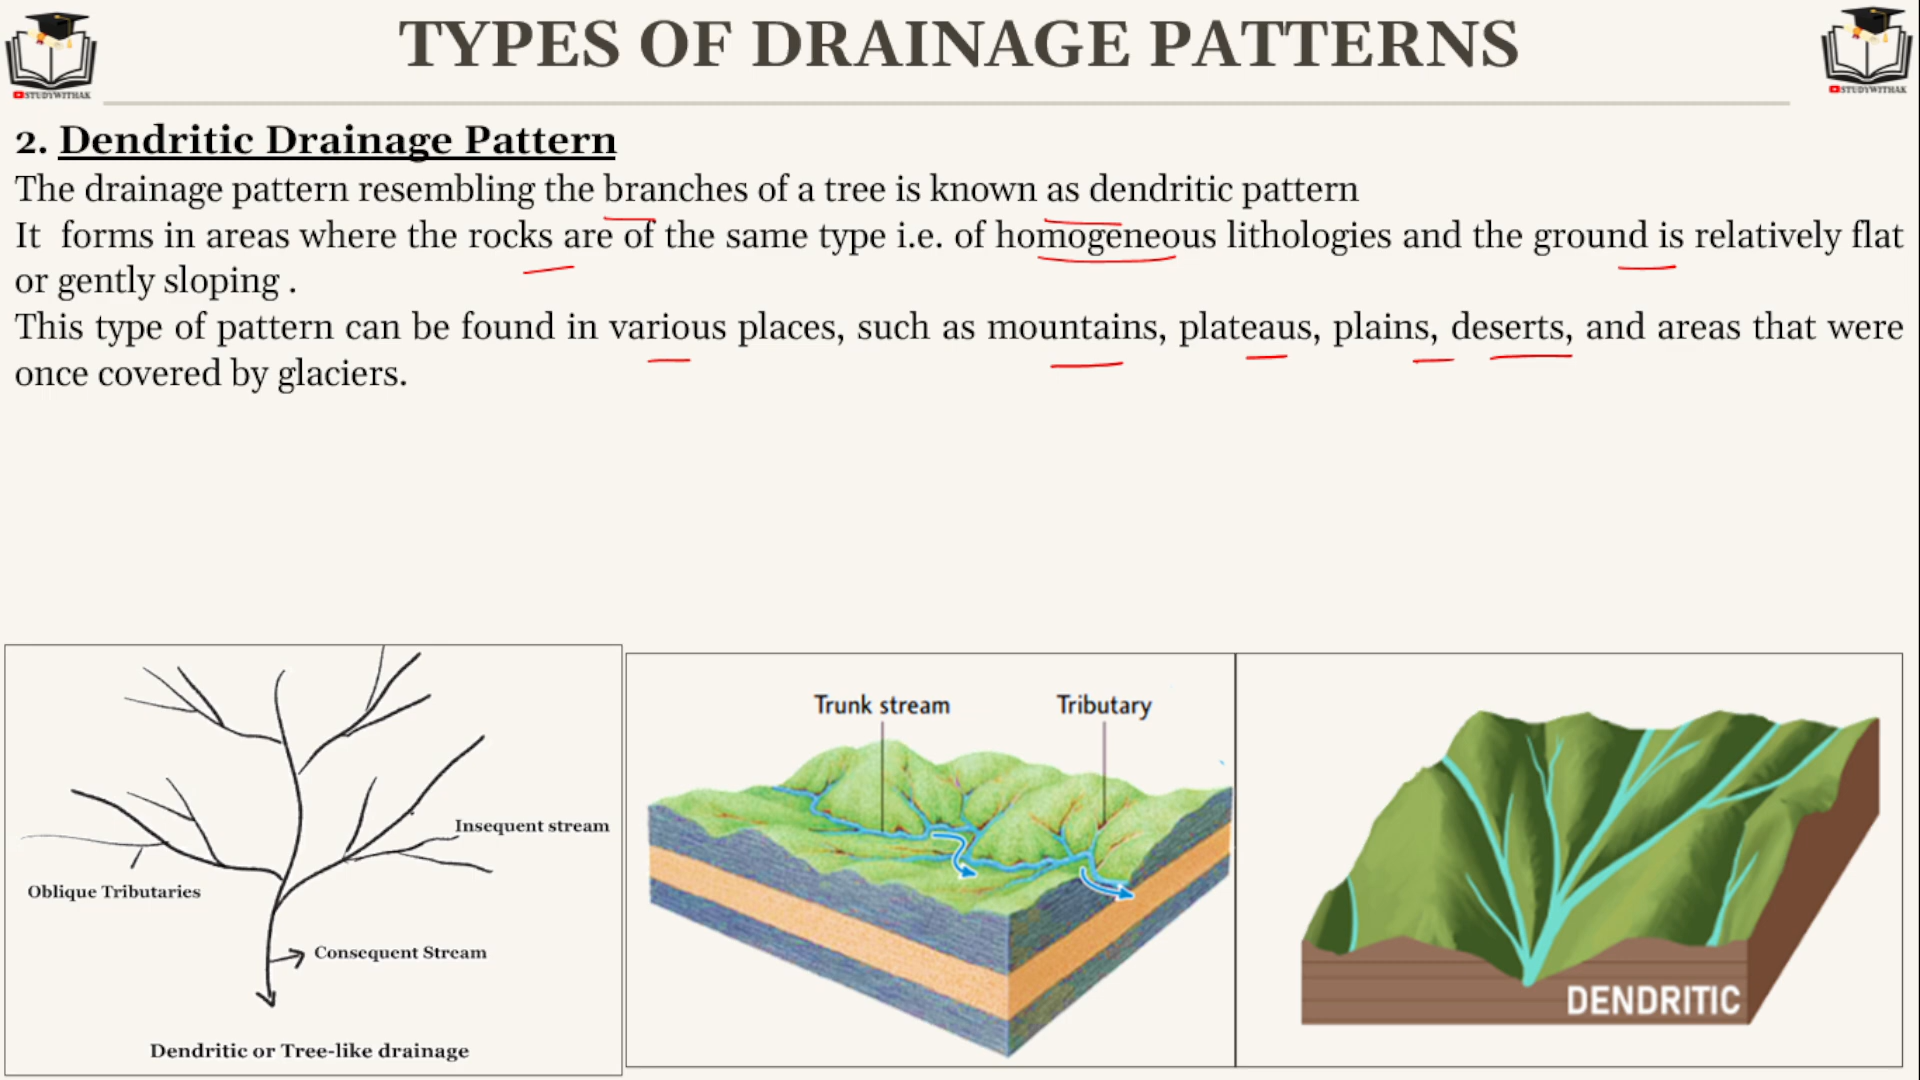 TYPES OF DRAINAGE PATTERNS
STUDYWITHAK
STUDYWITHAK
2. Dendritic Drainage Pattern
The drainage pattern resembling the branches of a tree is known as dendritic pattern
It forms in areas where the rocks are of the same type i.e. of homogeneous lithologies and the ground is relatively flat
or gently sloping .
This type of pattern can be found in various places, such as mountains, plateaus, plains, deserts, and areas that were
once covered by glaciers.
Insequent stream
Oblique Tributaries
Consequent Stream
Dendritic or Tree-like drainage
Trunk stream
Tributary
DENDRITIC